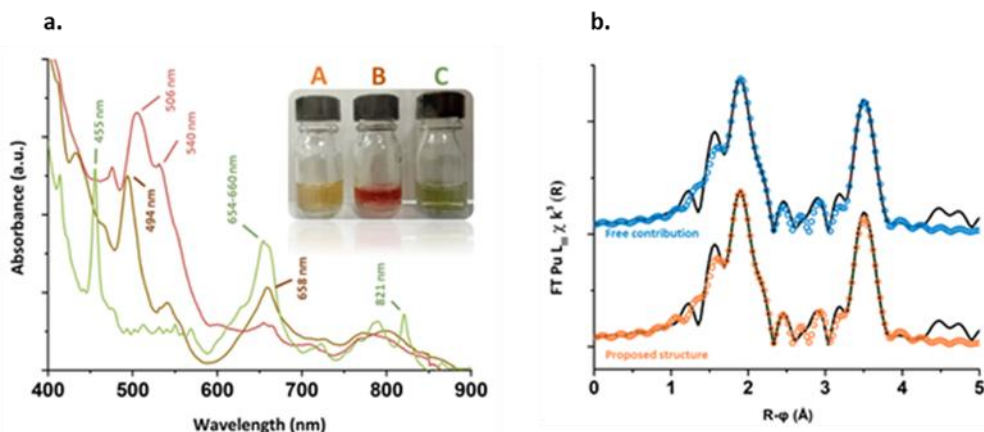 a.
b.
A B C
506 nm
540 nm
455 nm
494 nm
654-660 nm
658 nm
821 nm
Absorbance (a.u.)
400 500 600 700 800 900
Wavelength (nm)
FT Pu LIII χ k³ (R)
Free contribution
Proposed structure
0 1 2 3 4 5
R-φ (Å)